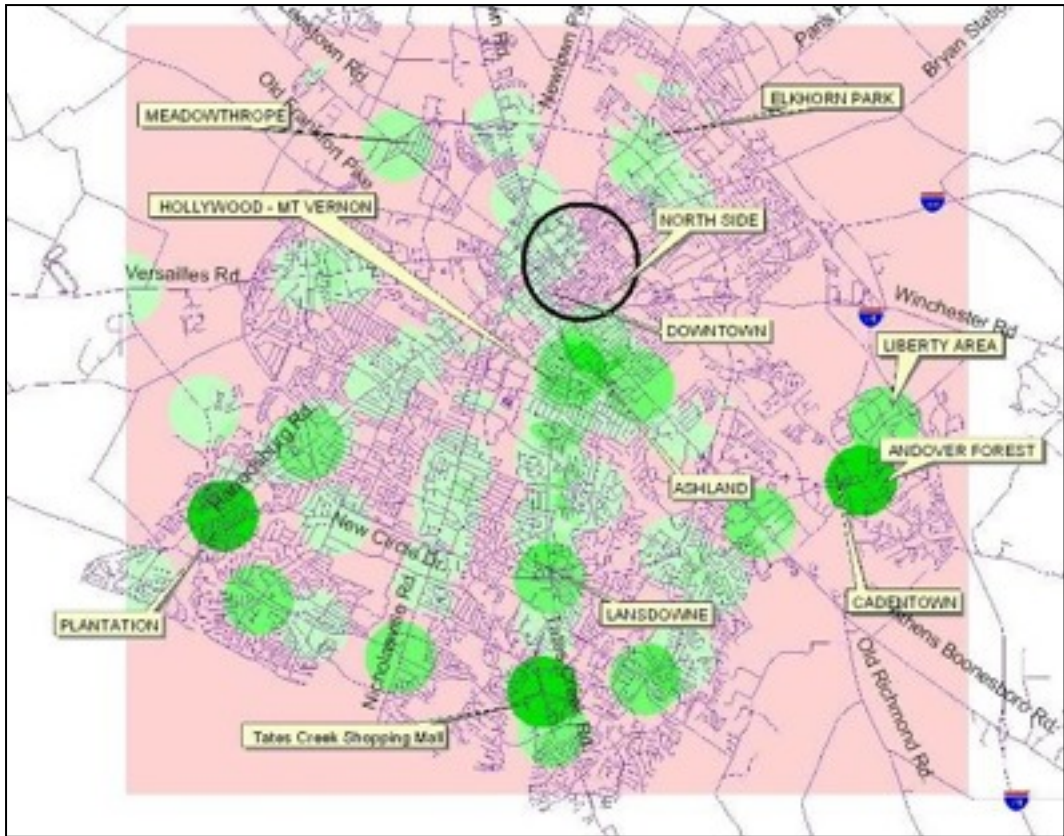 Leestown Rd.
Newtown Pike
Paris Pike
Bryan Station
Old Frankfort Pike
MEADOWTHROPE
ELKHORN PARK
HOLLYWOOD - MT VERNON
NORTH SIDE
Versailles Rd.
Winchester Rd
DOWNTOWN
LIBERTY AREA
Harrodsburg Rd.
ANDOVER FOREST
ASHLAND
New Circle Dr.
CADENTOWN
LANSDOWNE
PLANTATION
Nicholasville Rd.
Tates Creek Rd.
Athens Boonesboro Rd.
Old Richmond Rd.
Tates Creek Shopping Mall